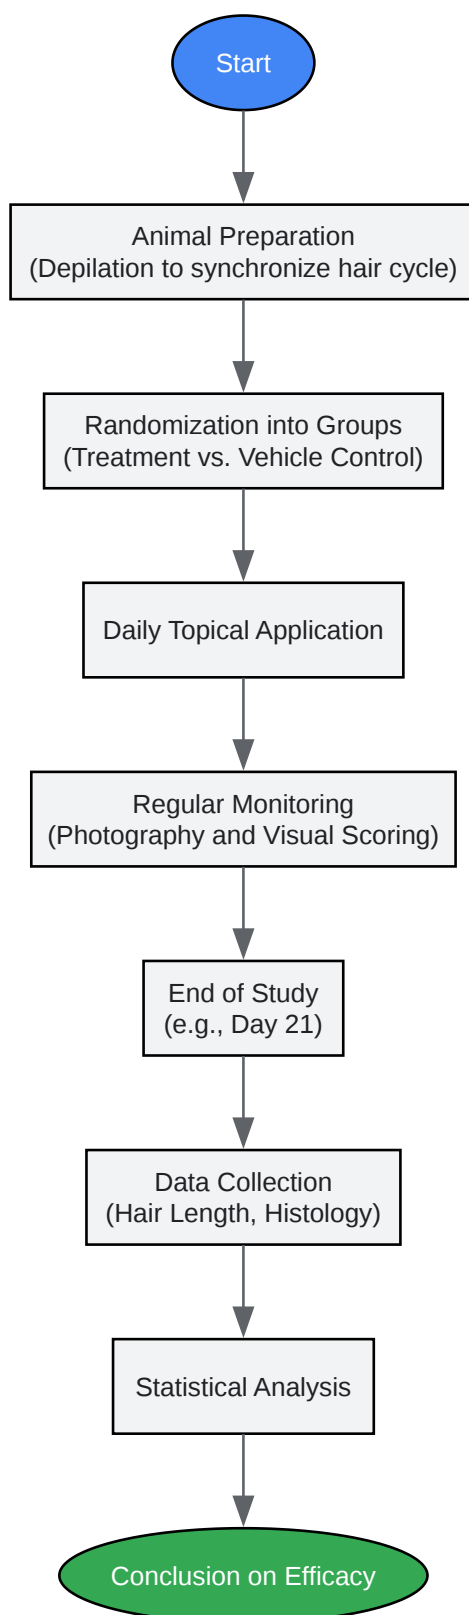 Start
Animal Preparation
(Depilation to synchronize hair cycle)
Randomization into Groups
(Treatment vs. Vehicle Control)
Daily Topical Application
Regular Monitoring
(Photography and Visual Scoring)
End of Study
(e.g., Day 21)
Data Collection
(Hair Length, Histology)
Statistical Analysis
Conclusion on Efficacy